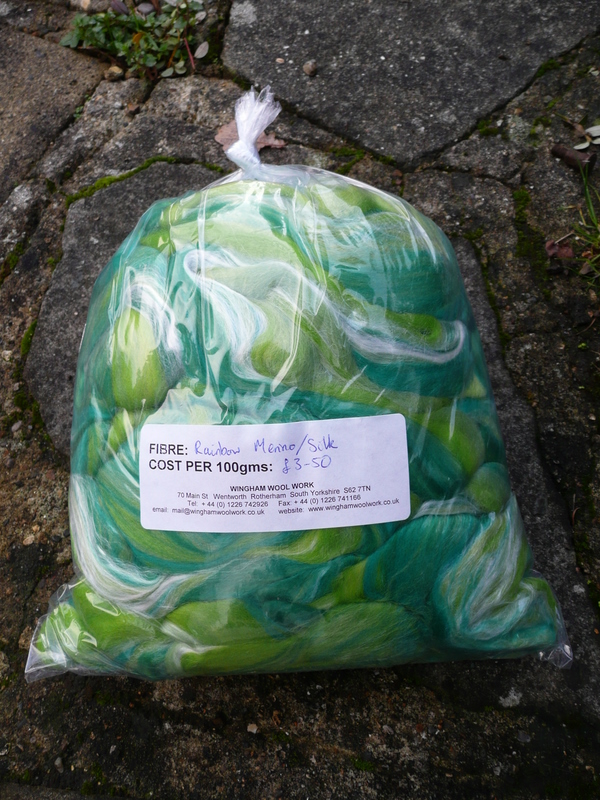 FIBRE: Rainbow Merino/Silk
COST PER 100gms: £3-50
WINGHAM WOOL WORK
70 Main St Wentworth Rotherham South Yorkshire S62 7TN
Tel: + 44 (0) 1226 742926 Fax: + 44 (0) 1226 741166
email: mail@winghamwoolwork.co.uk website: www.winghamwoolwork.co.uk